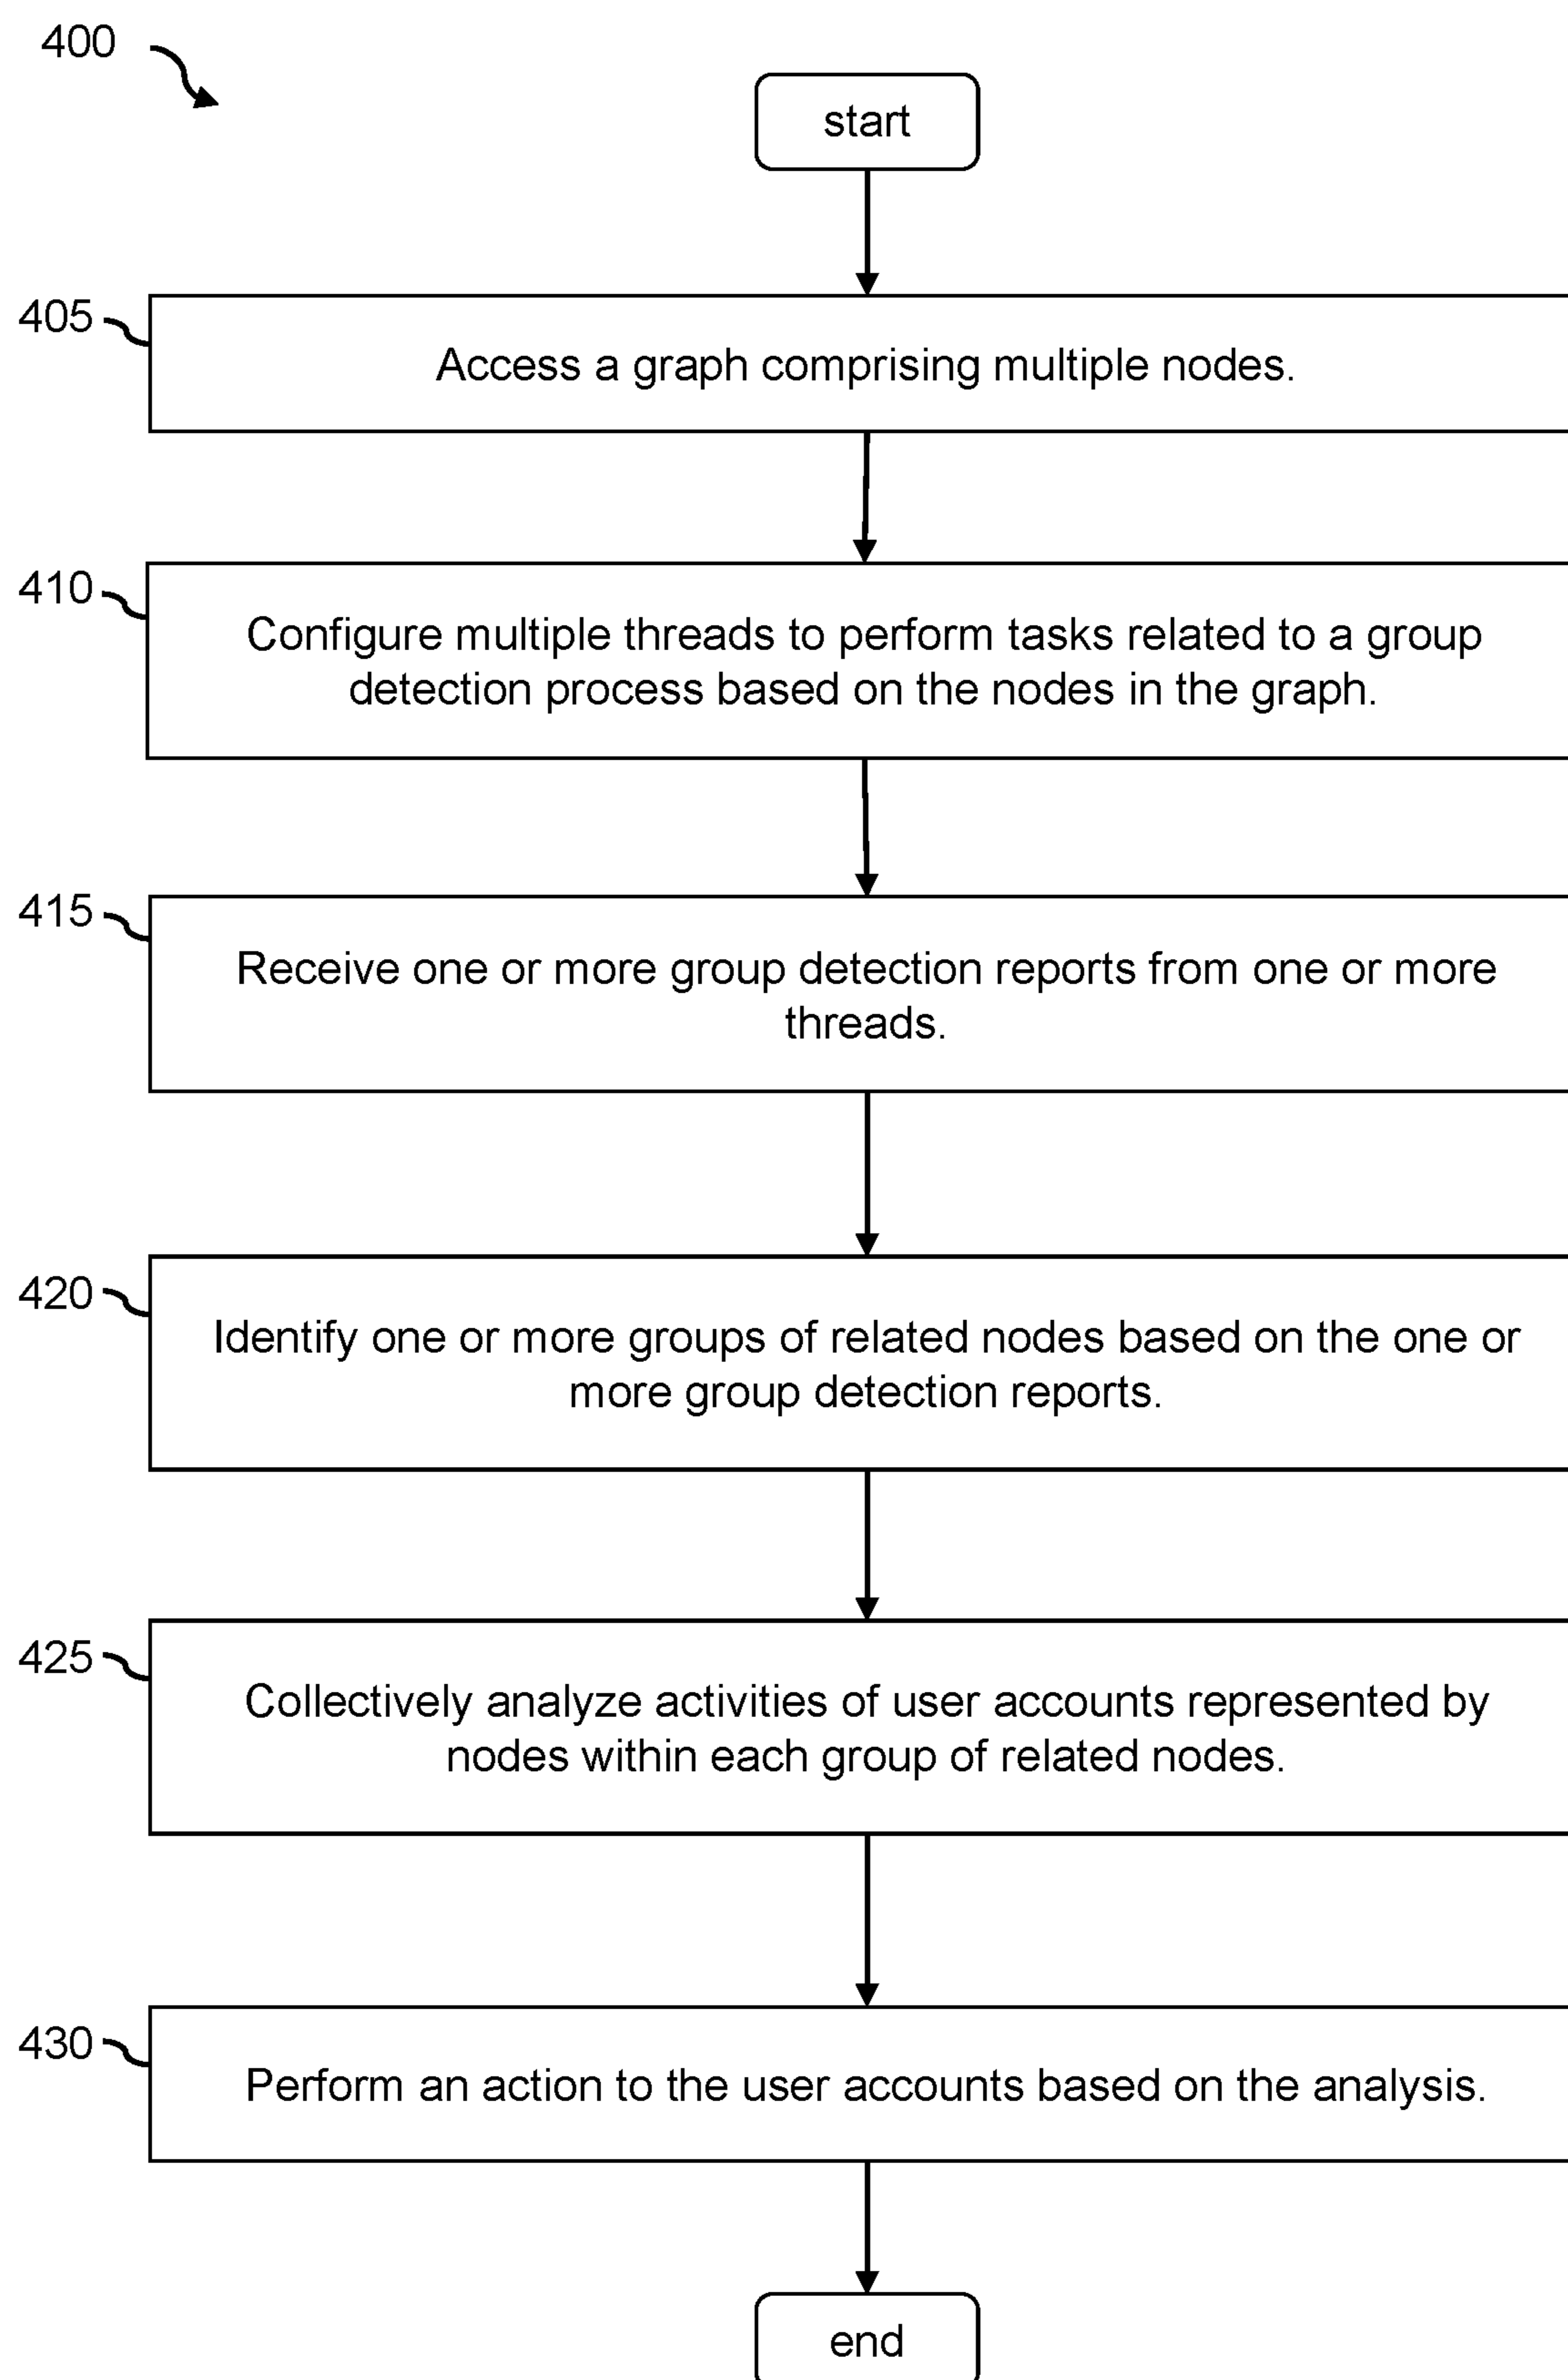 400
start
405
Access a graph comprising multiple nodes.
410
Configure multiple threads to perform tasks related to a group
detection process based on the nodes in the graph.
415
Receive one or more group detection reports from one or more
threads.
420
Identify one or more groups of related nodes based on the one or
more group detection reports.
425
Collectively analyze activities of user accounts represented by
nodes within each group of related nodes.
430
Perform an action to the user accounts based on the analysis.
end